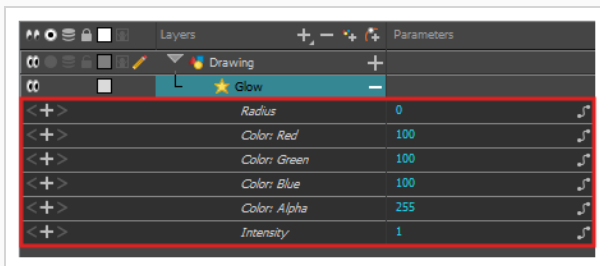 Layers Parameters
Drawing
Glow
Radius 0
Color: Red 100
Color: Green 100
Color: Blue 100
Color: Alpha 255
Intensity 1